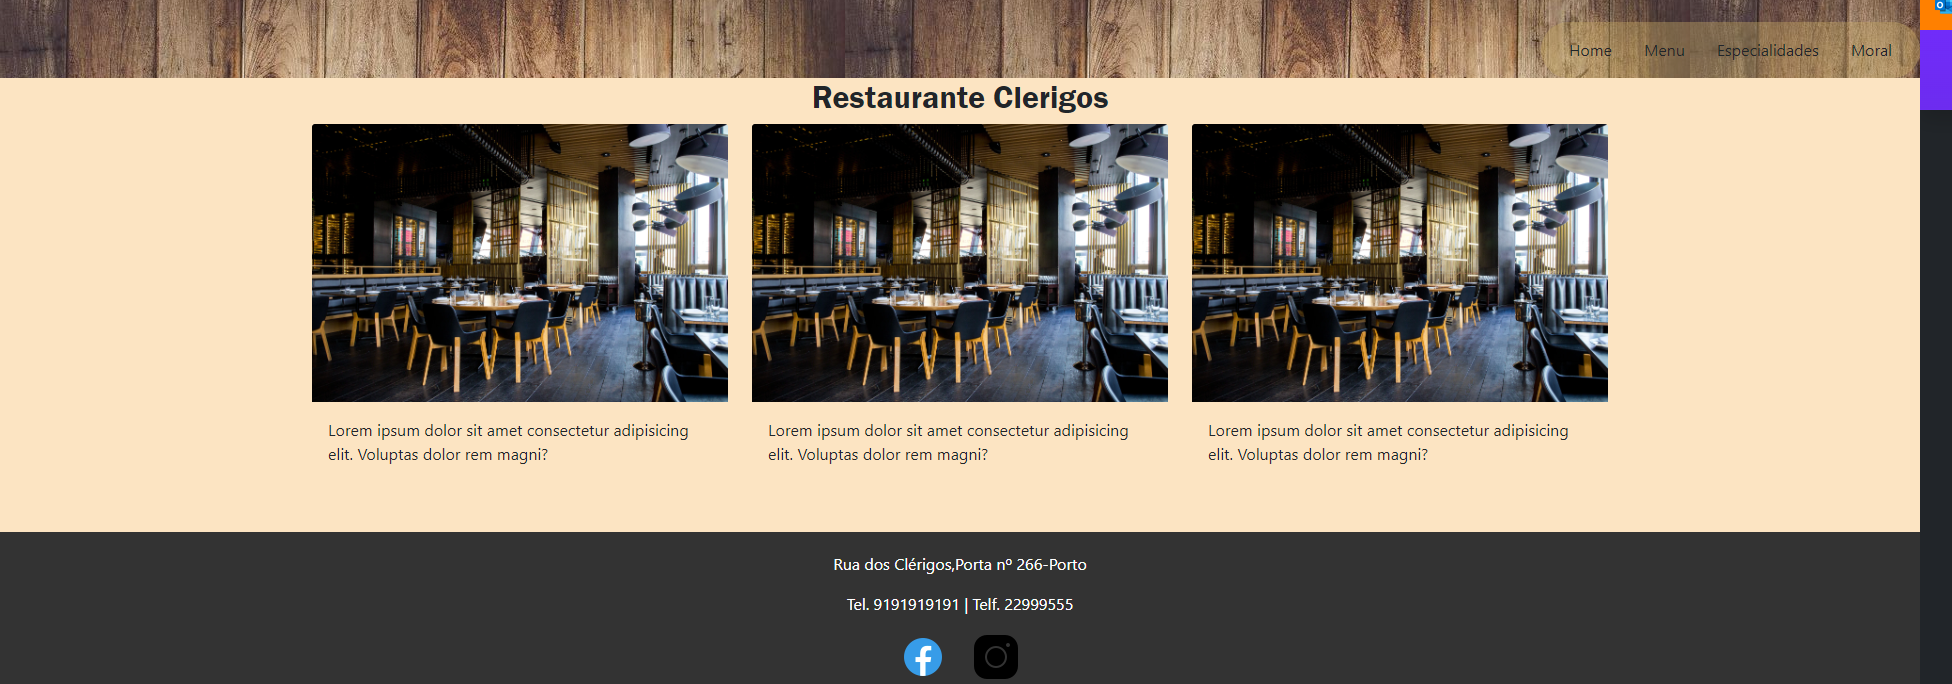 Home Menu Especialidades Moral
Restaurante Clerigos
Lorem ipsum dolor sit amet consectetur adipisicing
elit. Voluptas dolor rem magni?
Lorem ipsum dolor sit amet consectetur adipisicing
elit. Voluptas dolor rem magni?
Lorem ipsum dolor sit amet consectetur adipisicing
elit. Voluptas dolor rem magni?
Rua dos Clérigos,Porta nº 266-Porto
Tel. 9191919191 | Telf. 22999555